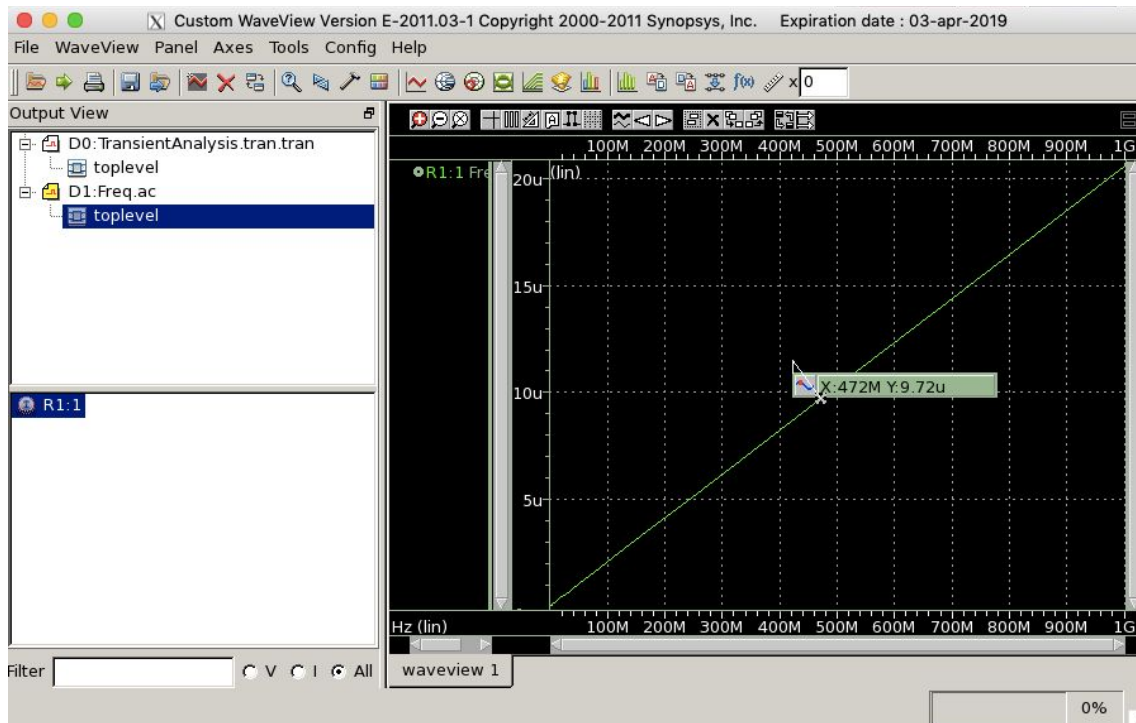 Custom WaveView Version E-2011.03-1 Copyright 2000-2011 Synopsys, Inc. Expiration date : 03-apr-2019
File WaveView Panel Axes Tools Config Help
f(x) x 0
Output View
D0:TransientAnalysis.tran.tran
toplevel
D1:Freq.ac
toplevel
R1:1
Filter V I All
100M 200M 300M 400M 500M 600M 700M 800M 900M 1G
R1:1 Fre
20u (lin)
15u
X:472M Y:9.72u
10u
5u
Hz (lin) 100M 200M 300M 400M 500M 600M 700M 800M 900M 1G
waveview 1
0%